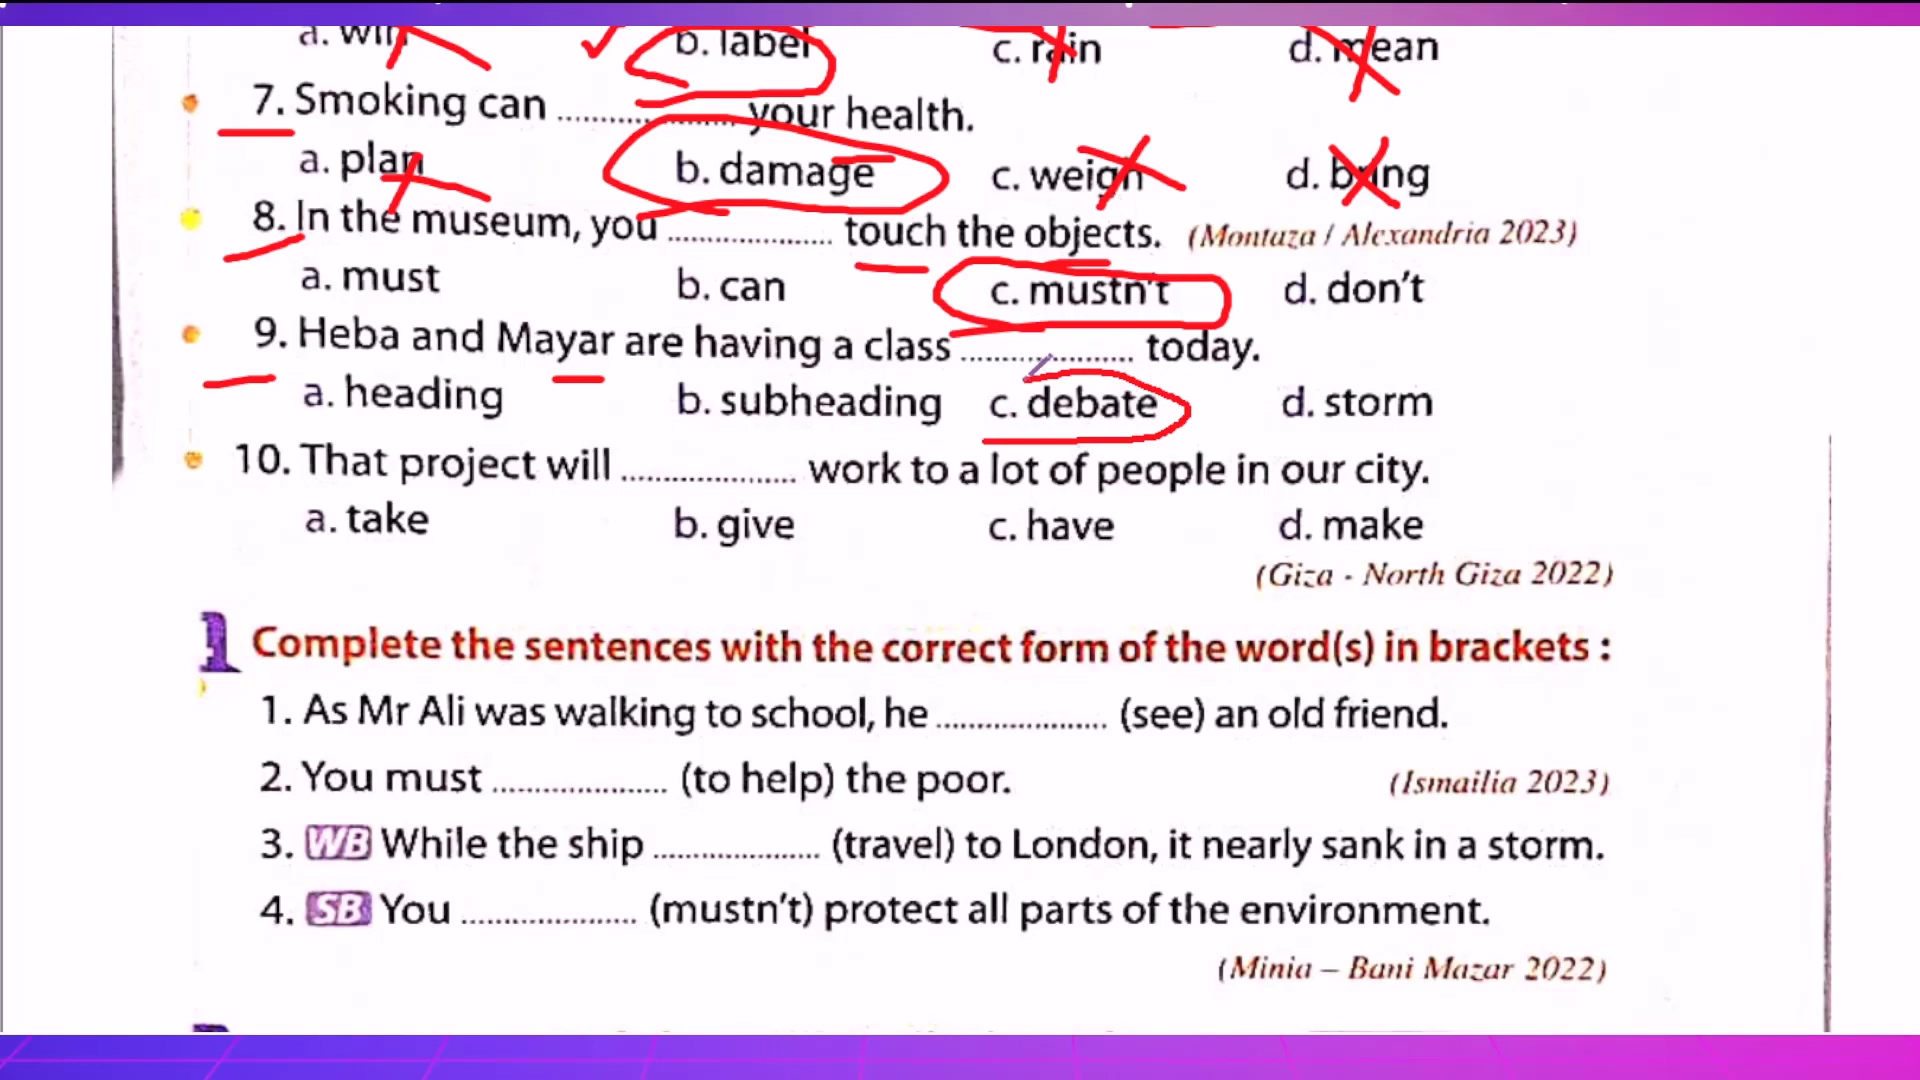 a. win b. label c. rain d. mean
7. Smoking can .................... your health.
a. plan b. damage c. weigh d. bring
8. In the museum, you .................... touch the objects. (Montaza / Alexandria 2023)
a. must b. can c. mustn't d. don't
9. Heba and Mayar are having a class .................... today.
a. heading b. subheading c. debate d. storm
10. That project will .................... work to a lot of people in our city.
a. take b. give c. have d. make
(Giza - North Giza 2022)
1 Complete the sentences with the correct form of the word(s) in brackets :
1. As Mr Ali was walking to school, he .................... (see) an old friend.
2. You must .................... (to help) the poor. (Ismailia 2023)
3. WB While the ship .................... (travel) to London, it nearly sank in a storm.
4. SB You .................... (mustn't) protect all parts of the environment.
(Minia – Bani Mazar 2022)